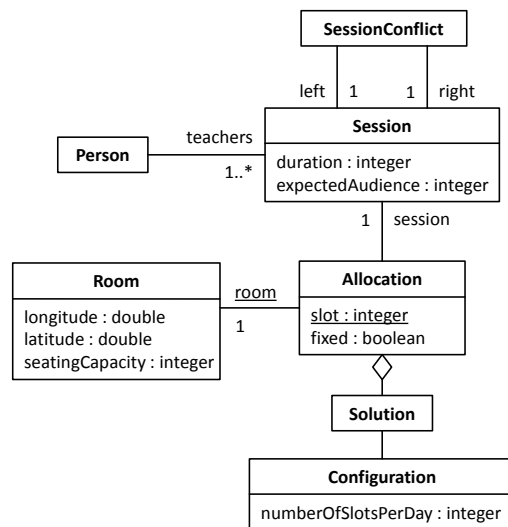 SessionConflict
left 1 1 right
Session
teachers
Person
duration : integer
1..*
expectedAudience : integer
1 session
Room
room
Allocation
longitude : double
slot : integer
latitude : double
1
fixed : boolean
seatingCapacity : integer
Solution
Configuration
numberOfSlotsPerDay : integer